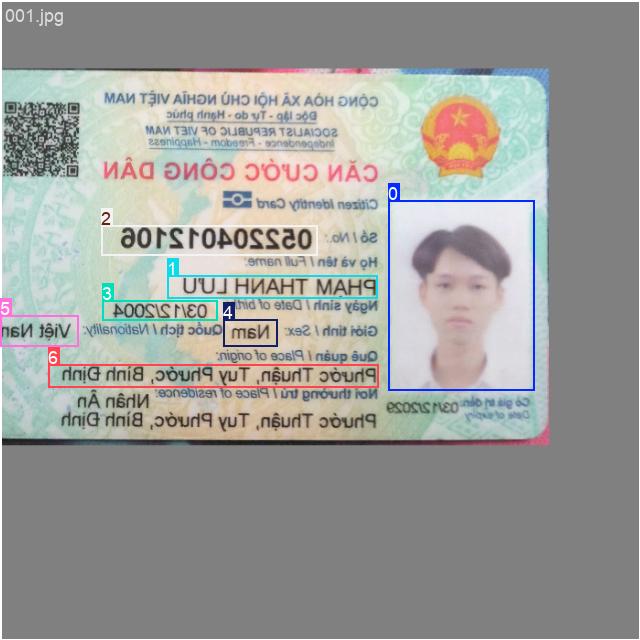 001.jpg
CỘNG HÒA XÃ HỘI CHỦ NGHĨA VIỆT NAM
Độc lập - Tự do - Hạnh phúc
SOCIALIST REPUBLIC OF VIET NAM
Independence - Freedom - Happiness
CĂN CƯỚC CÔNG DÂN
Citizen Identity Card
0
2
Số / No.: 052204012106
Họ và tên / Full name:
1
PHẠM THANH LƯU
3
Ngày sinh / Date of birth: 03/12/2004
4
5
Giới tính / Sex: Nam Quốc tịch / Nationality: Việt Nam
Quê quán / Place of origin:
6
Phước Thuận, Tuy Phước, Bình Định
Nơi thường trú / Place of residence: Nhân Ân
Phước Thuận, Tuy Phước, Bình Định
Có giá trị đến: 03/12/2029
Date of expiry